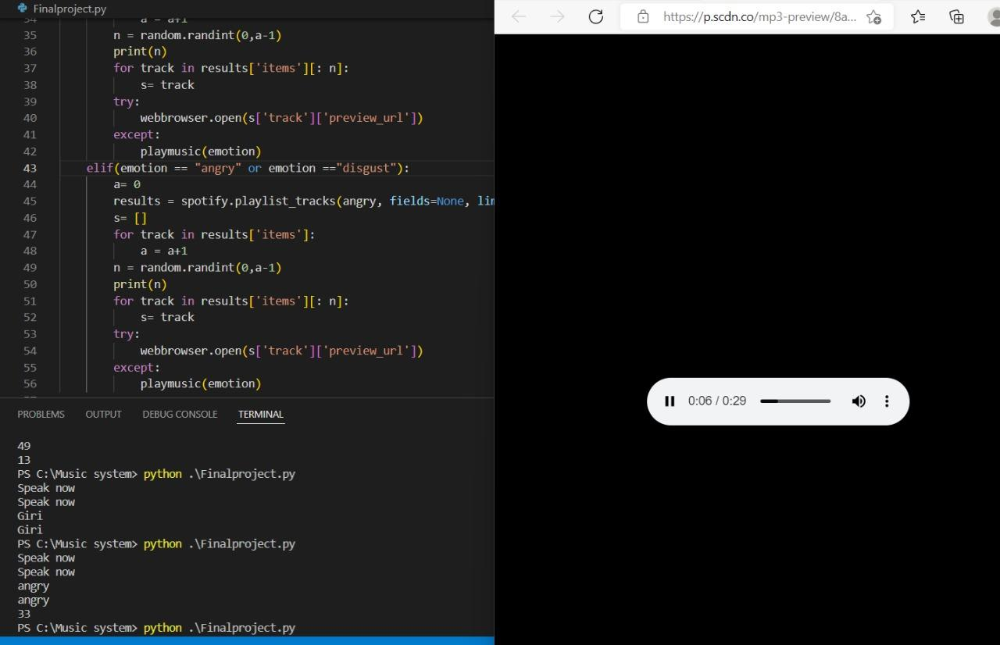 Finalproject.py
34 a = a+1
35 n = random.randint(0,a-1)
36 print(n)
37 for track in results['items'][: n]:
38 s= track
39 try:
40 webbrowser.open(s['track']['preview_url'])
41 except:
42 playmusic(emotion)
43 elif(emotion == "angry" or emotion =="disgust"):
44 a= 0
45 results = spotify.playlist_tracks(angry, fields=None, lim
46 s= []
47 for track in results['items']:
48 a = a+1
49 n = random.randint(0,a-1)
50 print(n)
51 for track in results['items'][: n]:
52 s= track
53 try:
54 webbrowser.open(s['track']['preview_url'])
55 except:
56 playmusic(emotion)
PROBLEMS OUTPUT DEBUG CONSOLE TERMINAL
49
13
PS C:\Music system> python .\Finalproject.py
Speak now
Speak now
Giri
Giri
PS C:\Music system> python .\Finalproject.py
Speak now
Speak now
angry
angry
33
PS C:\Music system> python .\Finalproject.py
https://p.scdn.co/mp3-preview/8a...
0:06 / 0:29